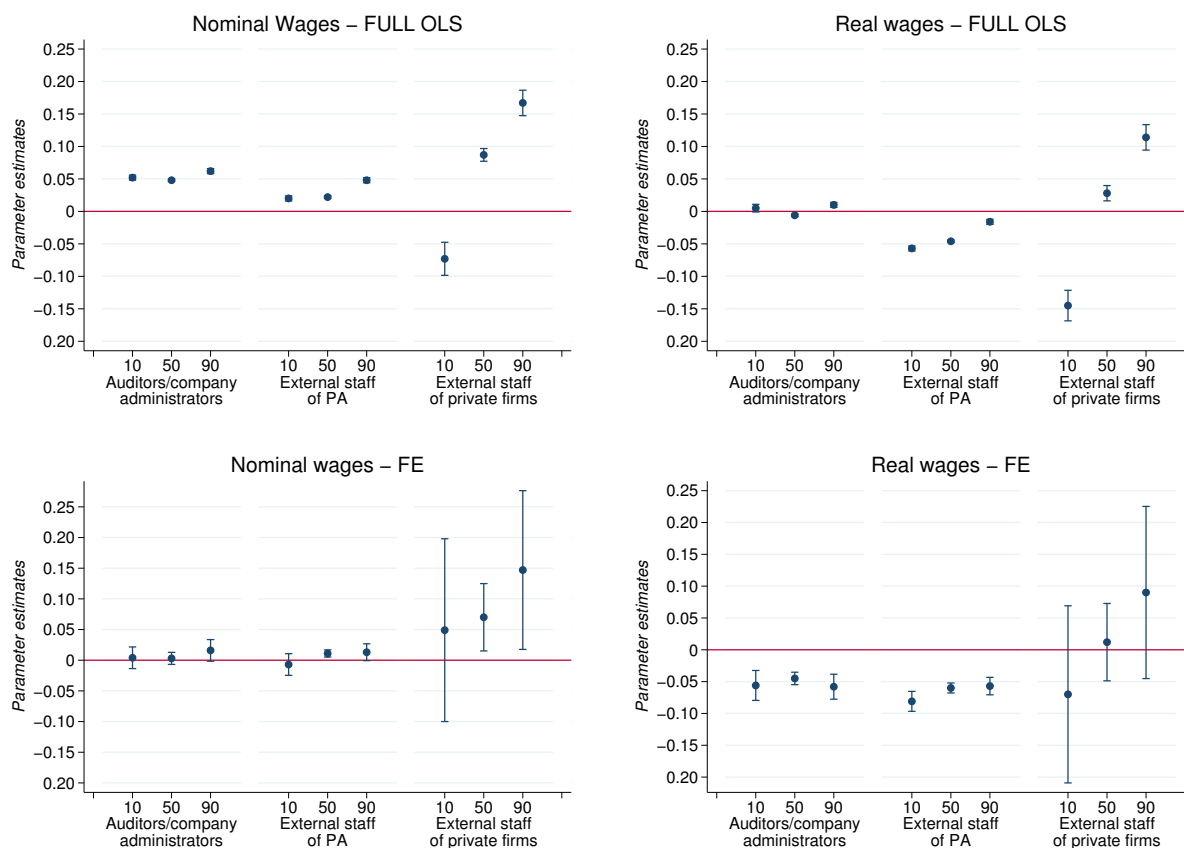 Nominal Wages – FULL OLS
0.25
0.20
0.15
0.10
0.05
0
−0.05
−0.10
−0.15
0.20
Parameter estimates
10 50 90 10 50 90 10 50 90
Auditors/company External staff External staff
administrators of PA of private firms
Real wages – FULL OLS
0.25
0.20
0.15
0.10
0.05
0
−0.05
−0.10
−0.15
0.20
Parameter estimates
10 50 90 10 50 90 10 50 90
Auditors/company External staff External staff
administrators of PA of private firms
Nominal wages – FE
0.25
0.20
0.15
0.10
0.05
0
−0.05
−0.10
−0.15
0.20
Parameter estimates
10 50 90 10 50 90 10 50 90
Auditors/company External staff External staff
administrators of PA of private firms
Real wages – FE
0.25
0.20
0.15
0.10
0.05
0
−0.05
−0.10
−0.15
0.20
Parameter estimates
10 50 90 10 50 90 10 50 90
Auditors/company External staff External staff
administrators of PA of private firms